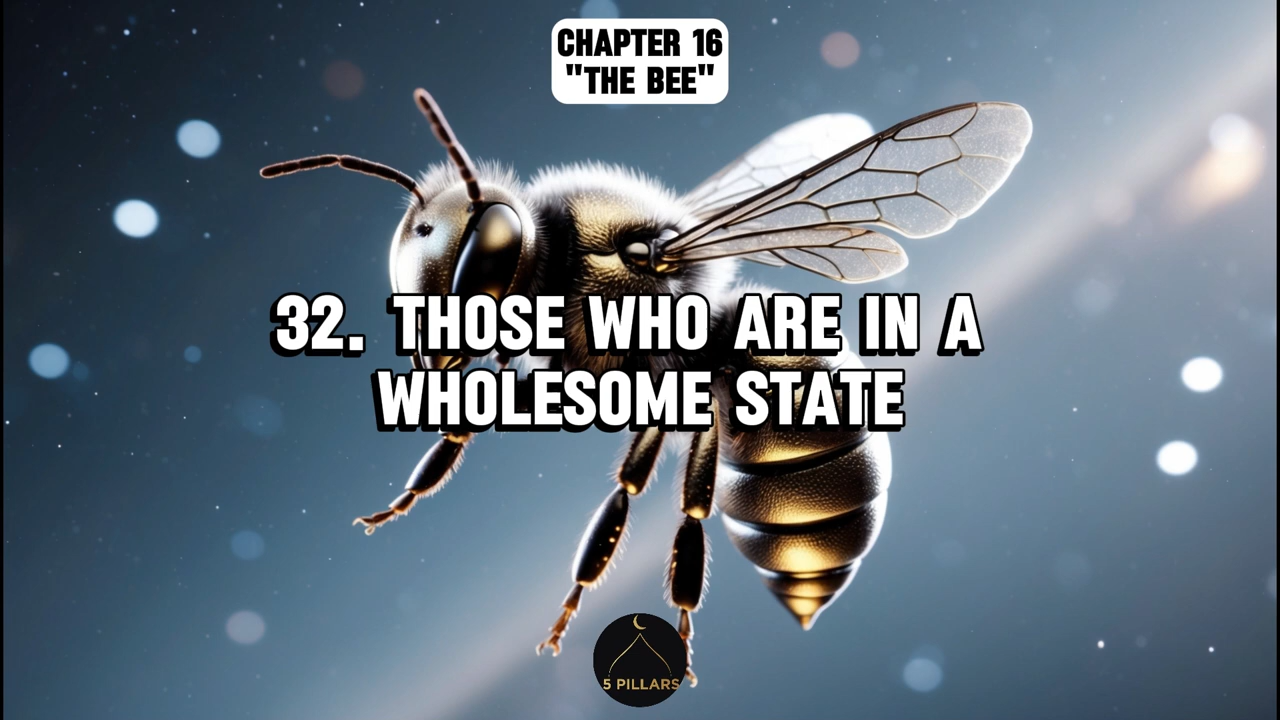 CHAPTER 16
"THE BEE"
32. THOSE WHO ARE IN A
WHOLESOME STATE
5 PILLARS